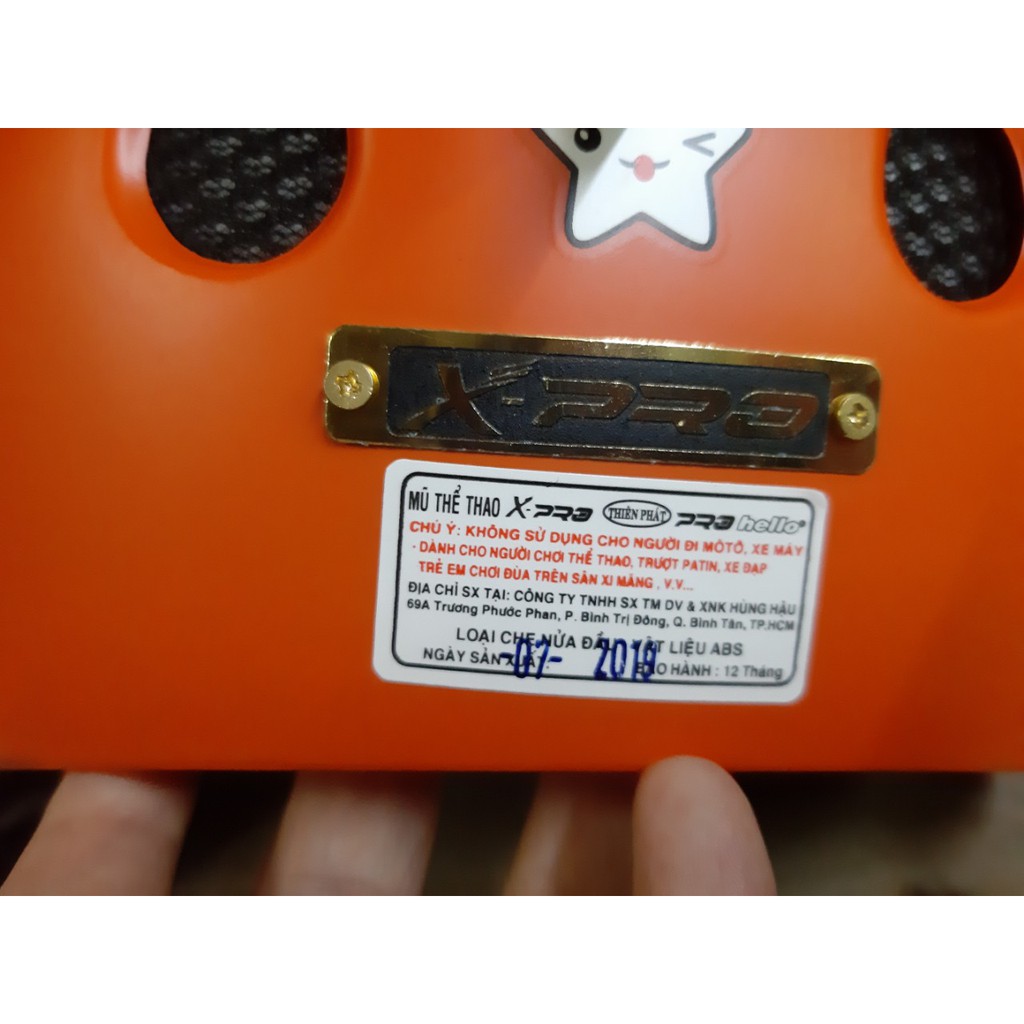 X-PRO
MŨ THỂ THAO X-PRO THIÊN PHÁT PRO hello®
CHÚ Ý: KHÔNG SỬ DỤNG CHO NGƯỜI ĐI MÔTÔ, XE MÁY
- DÀNH CHO NGƯỜI CHƠI THỂ THAO, TRƯỢT PATIN, XE ĐẠP
TRẺ EM CHƠI ĐÙA TRÊN SÂN XI MĂNG , V.V...
ĐỊA CHỈ SX TẠI: CÔNG TY TNHH SX TM DV & XNK HÙNG HẬU
69A Trương Phước Phan, P. Bình Trị Đông, Q. Bình Tân, TP.HCM
LOẠI CHE NỬA ĐẦU LIỆU ABS
NGÀY SẢN XUẤT: -07- 2019 HÀNH : 12 Tháng